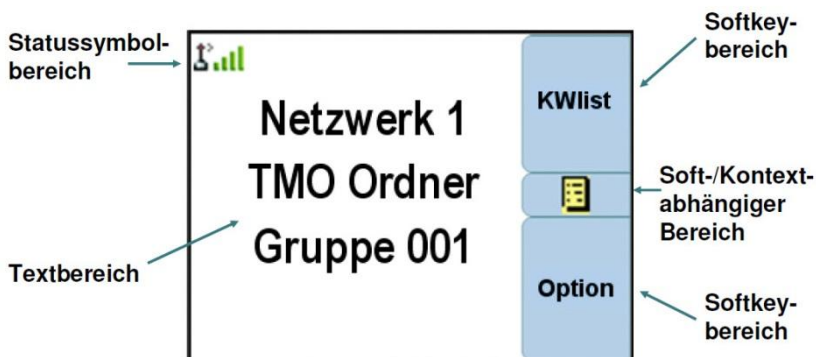 Statussymbol-
bereich
Textbereich
Netzwerk 1
TMO Ordner
Gruppe 001
KWlist
Option
Softkey-
bereich
Soft-/Kontext-
abhängiger
Bereich
Softkey-
bereich